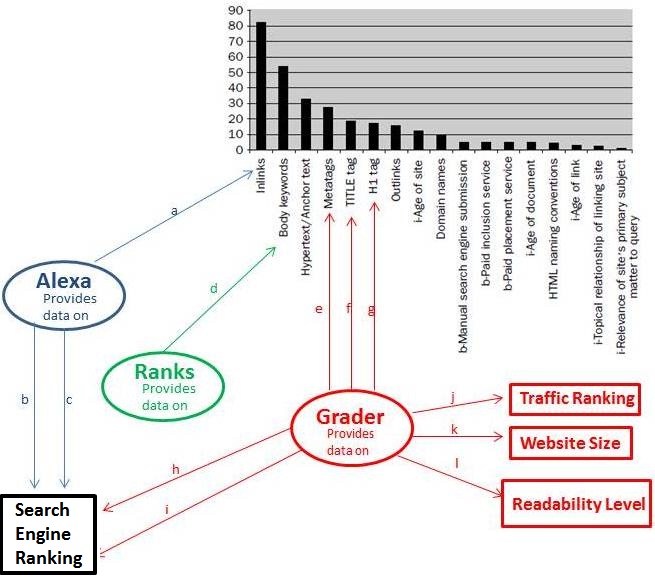 90
80
70
60
50
40
30
20
10
0
Inlinks
Body keywords
Hypertext/Anchor text
Metatags
TITLE tag
H1 tag
Outlinks
i-Age of site
Domain names
b-Manual search engine submission
b-Paid inclusion service
b-Paid placement service
i-Age of document
HTML naming conventions
i-Age of link
i-Topical relationship of linking site
i-Relevance of site's primary subject
matter to query
a
Alexa
Provides
data on
d
e
f
g
Ranks
Provides
data on
b
c
Grader
Provides
data on
j
Traffic Ranking
k
Website Size
l
Readability Level
h
i
Search
Engine
Ranking